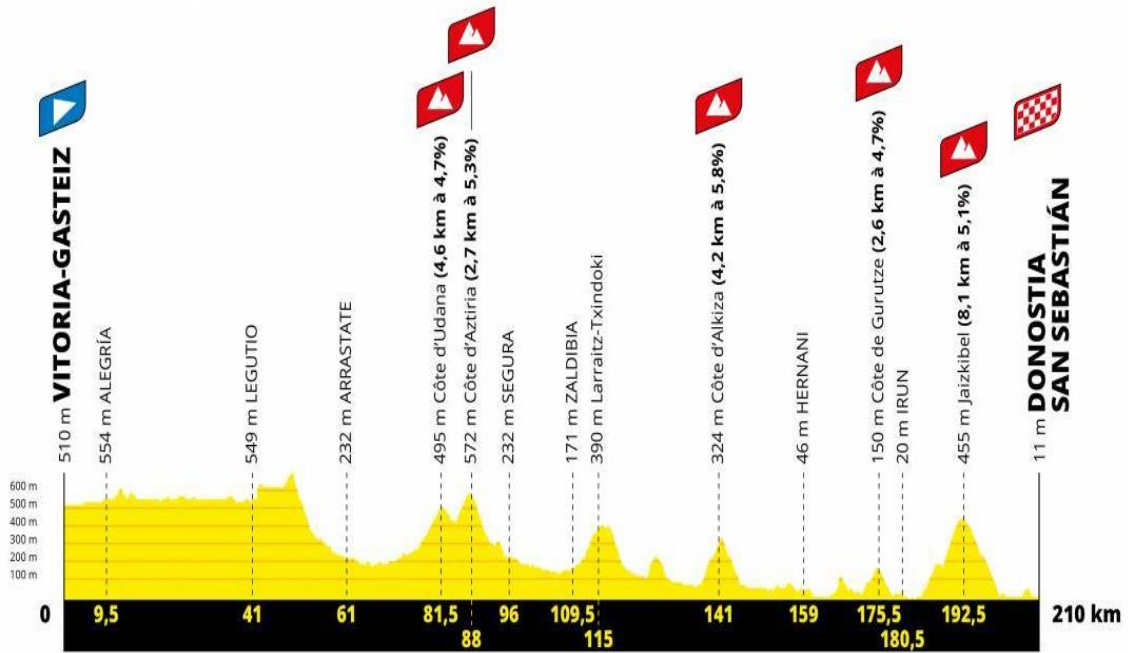 510 m VITORIA-GASTEIZ
554 m ALEGRÍA
549 m LEGUTIO
232 m ARRASTATE
495 m Côte d'Udana (4,6 km à 4,7%)
572 m Côte d'Aztiria (2,7 km à 5,3%)
232 m SEGURA
171 m ZALDIBIA
390 m Larraitz-Txindoki
324 m Côte d'Alkiza (4,2 km à 5,8%)
46 m HERNANI
150 m Côte de Gurutze (2,6 km à 4,7%)
20 m IRUN
455 m Jaizkibel (8,1 km à 5,1%)
11 m DONOSTIA
SAN SEBASTIÁN
600 m
500 m
400 m
300 m
200 m
100 m
0 9,5 41 61 81,5 96 109,5 141 159 175,5 192,5 210 km
88 115 180,5